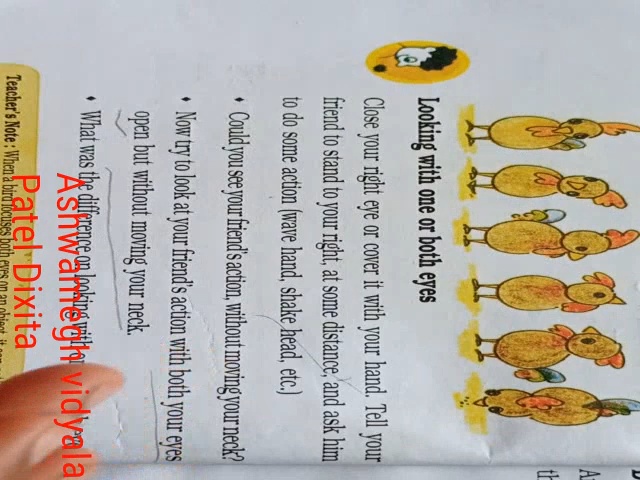 Looking with one or both eyes
Close your right eye or cover it with your hand. Tell your
friend to stand to your right, at some distance, and ask him
to do some action (wave hand, shake head, etc.)
• Could you see your friend's action, without moving your neck?
• Now try to look at your friend's action with both your eyes
open but without moving your neck.
• What was the difference on looking with
Teacher's Note : When a bird focuses both eyes on an object, it
Ashwamegh vidyala
Patel Dixita